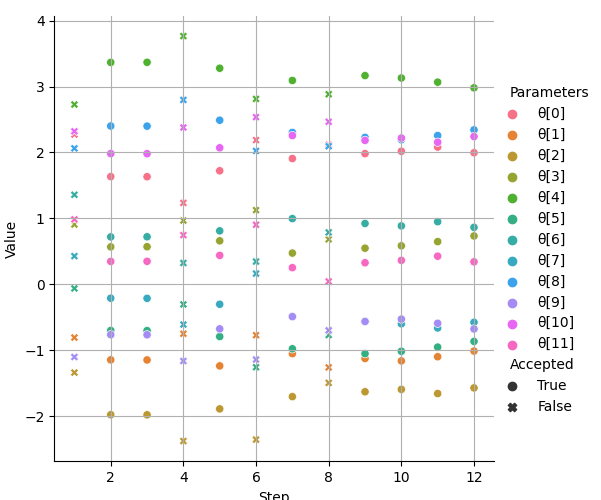 4
3
2
1
0
−1
−2
Value
2
4
6
8
10
12
Step
Parameters
θ[0]
θ[1]
θ[2]
θ[3]
θ[4]
θ[5]
θ[6]
θ[7]
θ[8]
θ[9]
θ[10]
θ[11]
Accepted
True
False